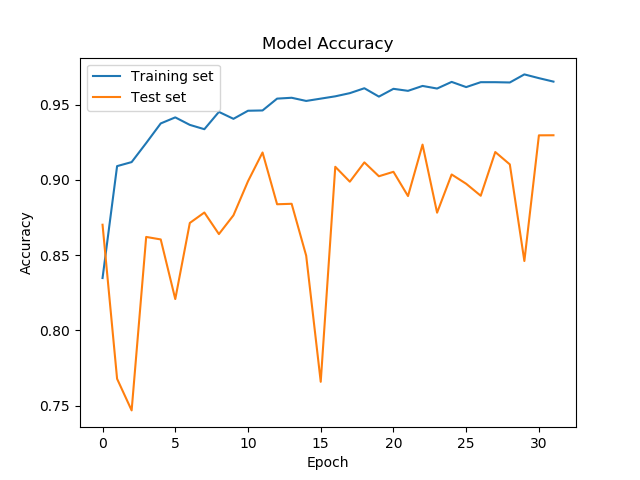 Model Accuracy
Training set
Test set
0.95
0.90
0.85
0.80
0.75
Accuracy
0 5 10 15 20 25 30
Epoch